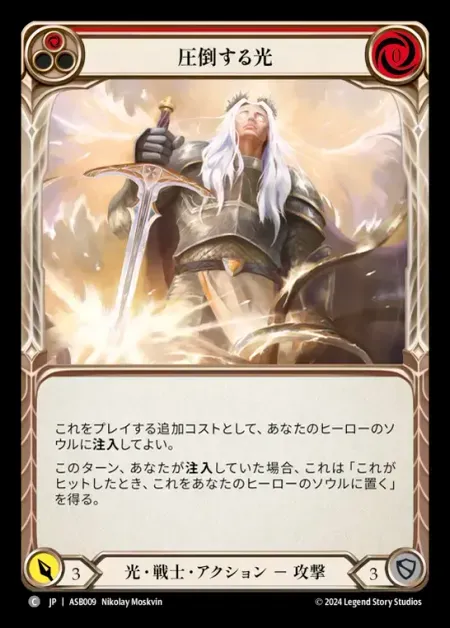 圧倒する光
0
これをプレイする追加コストとして、あなたのヒーローのソ
ウルに注入してよい。
このターン、あなたが注入していた場合、これは「これが
ヒットしたとき、これをあなたのヒーローのソウルに置く」
を得る。
3 光・戦士・アクション － 攻撃 3
C JP | ASB009 Nikolay Moskvin © 2024 Legend Story Studios